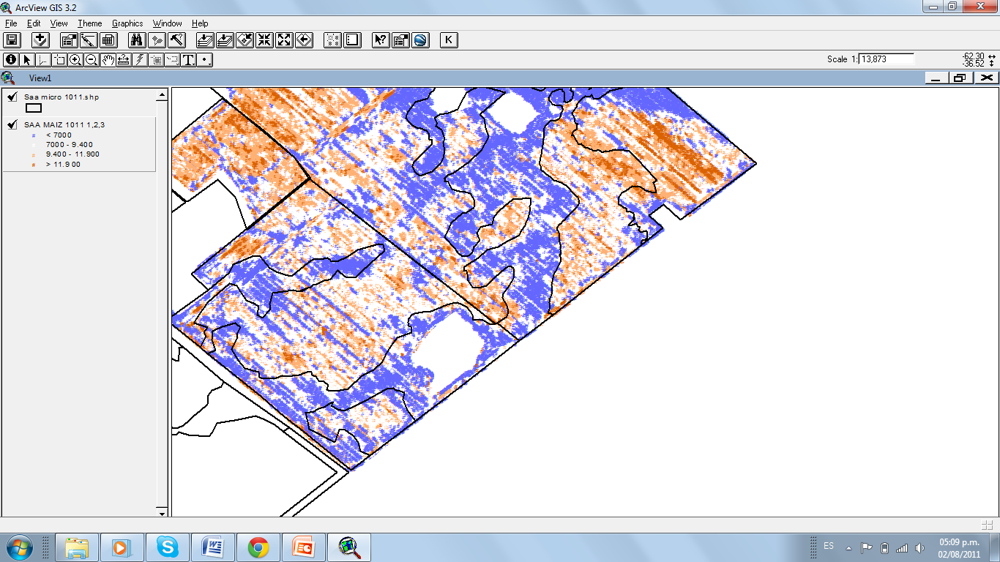 ArcView GIS 3.2
File Edit View Theme Graphics Window Help
K
T
Scale 1: 13,873
-62.30
-36.52
View1
Saa micro 1011.shp
SAA MAIZ 1011 1,2,3
< 7000
7000 - 9.400
9.400 - 11.900
> 11.9 00
ES
05:09 p.m.
02/08/2011